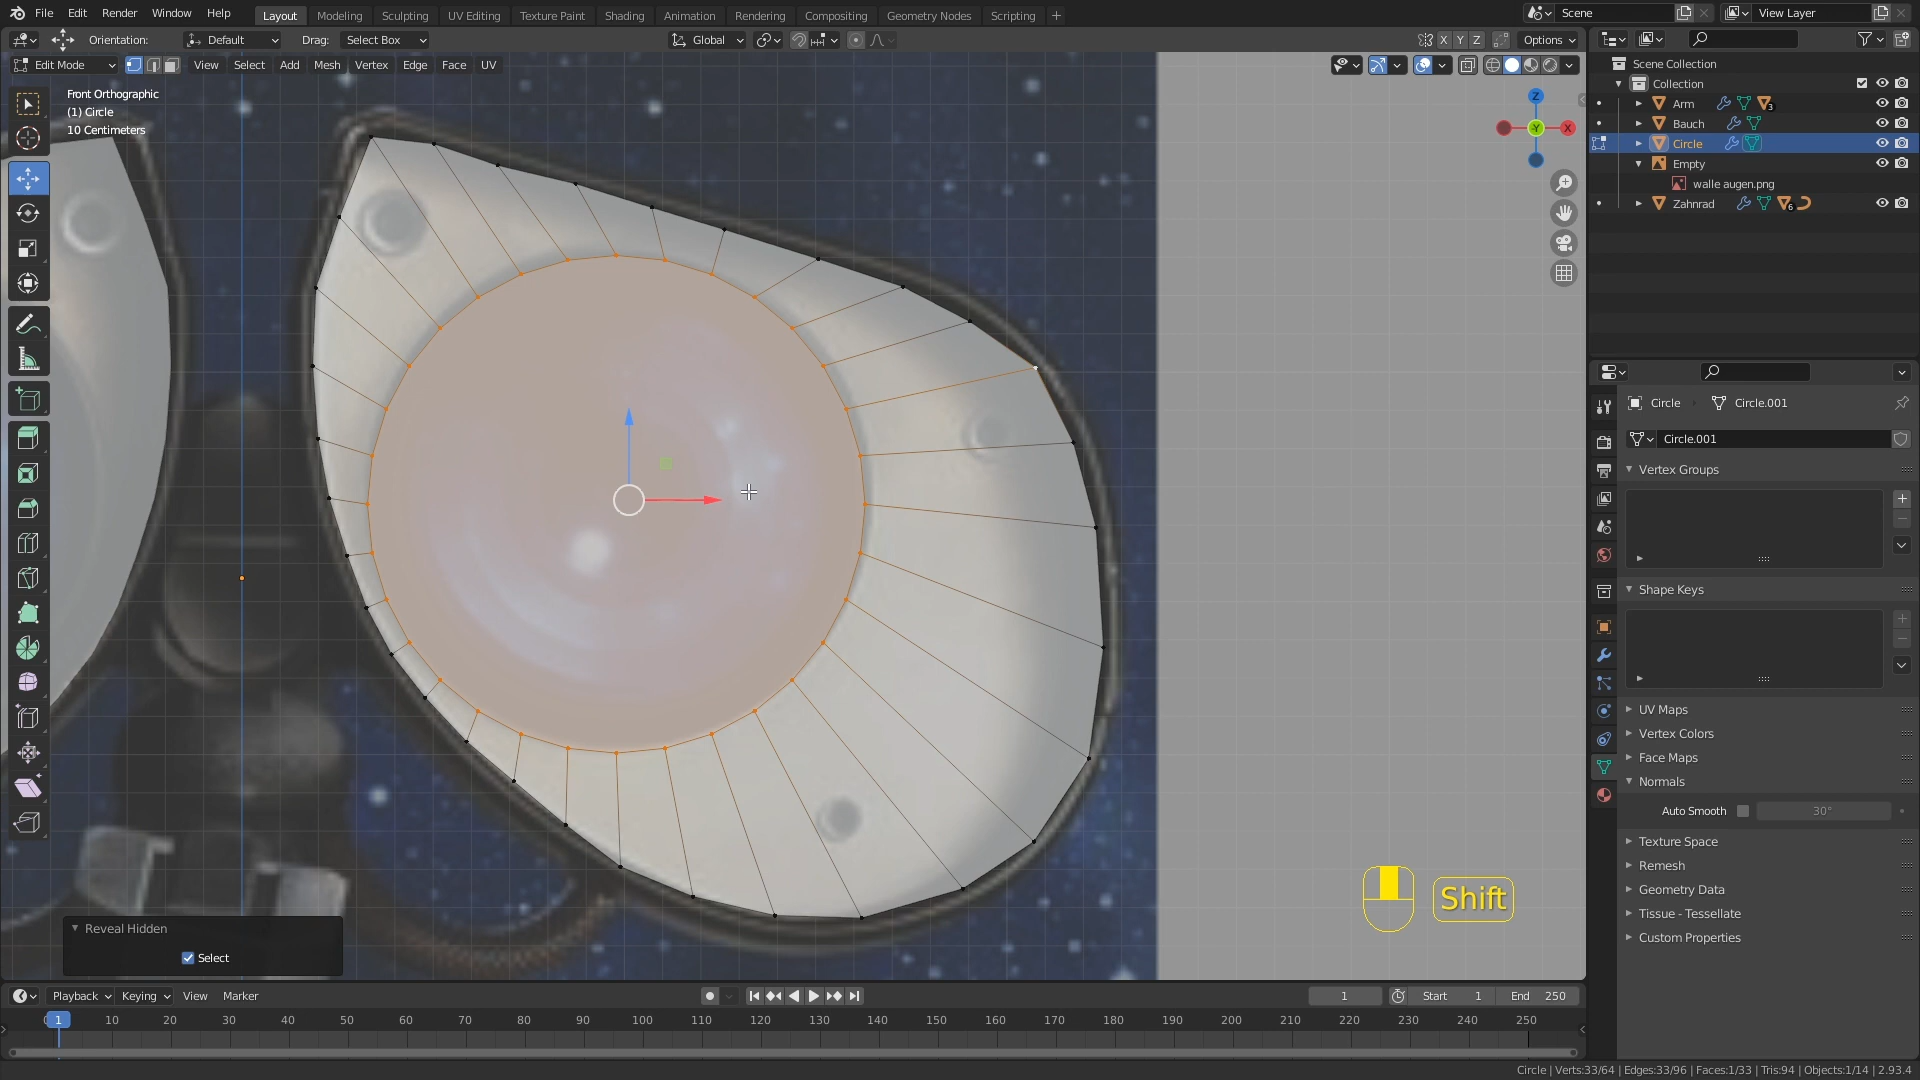 File Edit Render Window Help
Layout Modeling Sculpting UV Editing Texture Paint Shading Animation Rendering Compositing Geometry Nodes Scripting +
Scene
View Layer
Orientation: Default Drag: Select Box
Global
X Y Z
Options
Edit Mode
View Select Add Mesh Vertex Edge Face UV
Front Orthographic
(1) Circle
10 Centimeters
Z
Y
X
Scene Collection
Collection
Arm
3
Bauch
Circle
Empty
walle augen.png
Zahnrad
6
Circle
Circle.001
Circle.001
Vertex Groups
Shape Keys
UV Maps
Vertex Colors
Face Maps
Normals
Auto Smooth
30°
Texture Space
Remesh
Geometry Data
Tissue - Tessellate
Custom Properties
Shift
Reveal Hidden
Select
Playback Keying View Marker
1
Start 1
End 250
1 10 20 30 40 50 60 70 80 90 100 110 120 130 140 150 160 170 180 190 200 210 220 230 240 250
Circle | Verts:33/64 | Edges:33/96 | Faces:1/33 | Tris:94 | Objects:1/14 | 2.93.4